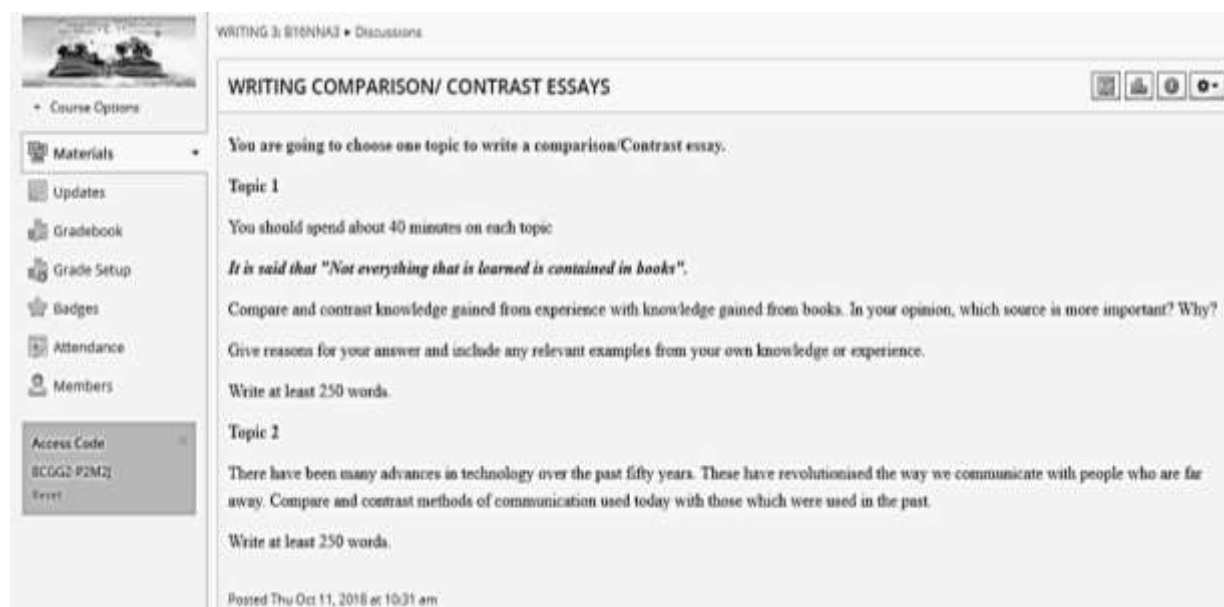 Creative Writing
WRITING 3: B16NNA3 ▸ Discussions
Course Options
WRITING COMPARISON/ CONTRAST ESSAYS
Materials
Updates
Gradebook
Grade Setup
Badges
Attendance
Members
Access Code
Reset
You are going to choose one topic to write a comparison/Contrast essay.
Topic 1
You should spend about 40 minutes on each topic
It is said that "Not everything that is learned is contained in books".
Compare and contrast knowledge gained from experience with knowledge gained from books. In your opinion, which source is more important? Why?
Give reasons for your answer and include any relevant examples from your own knowledge or experience.
Write at least 250 words.
Topic 2
There have been many advances in technology over the past fifty years. These have revolutionised the way we communicate with people who are far
away. Compare and contrast methods of communication used today with those which were used in the past.
Write at least 250 words.
Posted Thu Oct 11, 2018 at 10:31 am